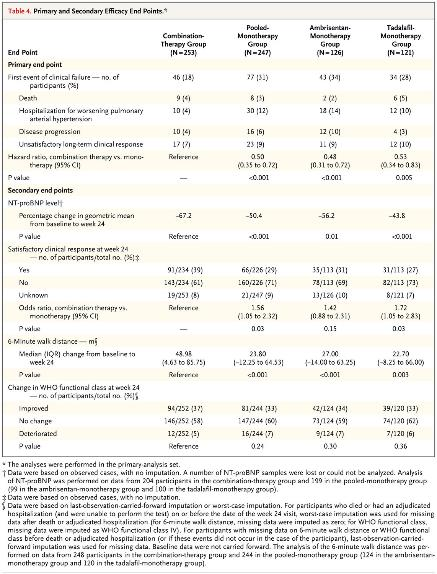 Table 4. Primary and Secondary Efficacy End Points.*
End Point
Combination-Therapy Group (N=253)
Pooled-Monotherapy Group (N=247)
Ambrisentan-Monotherapy Group (N=126)
Tadalafil-Monotherapy Group (N=121)
Primary end point
First event of clinical failure — no. of participants (%) 46 (18) 77 (31) 43 (34) 34 (28)
Death 9 (4) 8 (3) 2 (2) 6 (5)
Hospitalization for worsening pulmonary arterial hypertension 10 (4) 30 (12) 18 (14) 12 (10)
Disease progression 10 (4) 16 (6) 12 (10) 4 (3)
Unsatisfactory long-term clinical response 17 (7) 23 (9) 11 (9) 12 (10)
Hazard ratio, combination therapy vs. monotherapy (95% CI) Reference 0.50 (0.35 to 0.72) 0.48 (0.31 to 0.72) 0.53 (0.34 to 0.83)
P value — <0.001 <0.001 0.005
Secondary end points
NT-proBNP level†
Percentage change in geometric mean from baseline to week 24 −67.2 −50.4 −56.2 −43.8
P value Reference <0.001 0.01 <0.001
Satisfactory clinical response at week 24 — no. of participants/total no. (%)‡
Yes 91/234 (39) 66/226 (29) 35/113 (31) 31/113 (27)
No 143/234 (61) 160/226 (71) 78/113 (69) 82/113 (73)
Unknown 19/253 (8) 21/247 (9) 13/126 (10) 8/121 (7)
Odds ratio, combination therapy vs. monotherapy (95% CI) Reference 1.56 (1.05 to 2.32) 1.42 (0.88 to 2.31) 1.72 (1.05 to 2.83)
P value — 0.03 0.15 0.03
6-Minute walk distance — m§
Median (IQR) change from baseline to week 24 48.98 (4.63 to 85.75) 23.80 (−12.25 to 64.53) 27.00 (−14.00 to 63.25) 22.70 (−8.25 to 66.00)
P value Reference <0.001 <0.001 0.003
Change in WHO functional class at week 24 — no. of participants/total no. (%)§
Improved 94/252 (37) 81/244 (33) 42/124 (34) 39/120 (33)
No change 146/252 (58) 147/244 (60) 73/124 (59) 74/120 (62)
Deteriorated 12/252 (5) 16/244 (7) 9/124 (7) 7/120 (6)
P value 0.24 0.30 0.36
* The analyses were performed in the primary-analysis set.
† Data were based on observed cases, with no imputation. A number of NT-proBNP samples were lost or could not be analyzed. Analysis
of NT-proBNP was performed on data from 204 participants in the combination-therapy group and 199 in the pooled-monotherapy group
(99 in the ambrisentan-monotherapy group and 100 in the tadalafil-monotherapy group).
‡ Data were based on observed cases, with no imputation.
§ Data were based on last-observation-carried-forward imputation or worst-case imputation. For participants who died or had an adjudicated
hospitalization (and were unable to perform the test) on or before the date of the week 24 visit, worst-case imputation was used for missing
data after death or adjudicated hospitalization (for 6-minute walk distance, missing data were imputed as zero; for WHO functional class,
missing data were imputed as WHO functional class IV). For participants with missing data on 6-minute walk distance or WHO functional
class before death or adjudicated hospitalization (or if these events did not occur in the case of the participant), last-observation-carried-
forward imputation was used for missing data. Baseline data were not carried forward. The analysis of the 6-minute walk distance was per-
formed on data from 248 participants in the combination-therapy group and 244 in the pooled-monotherapy group (124 in the ambrisentan-
monotherapy group and 120 in the tadalafil-monotherapy group).